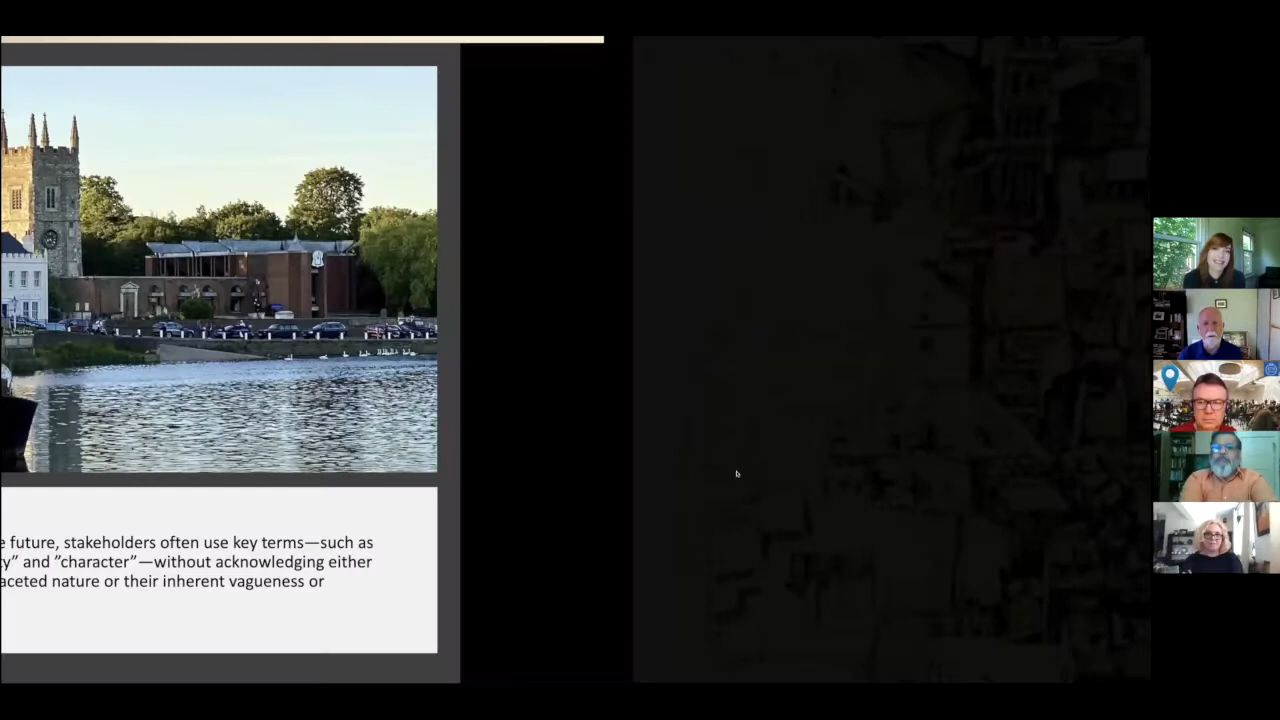 e future, stakeholders often use key terms—such as
ty” and ”character”—without acknowledging either
aceted nature or their inherent vagueness or